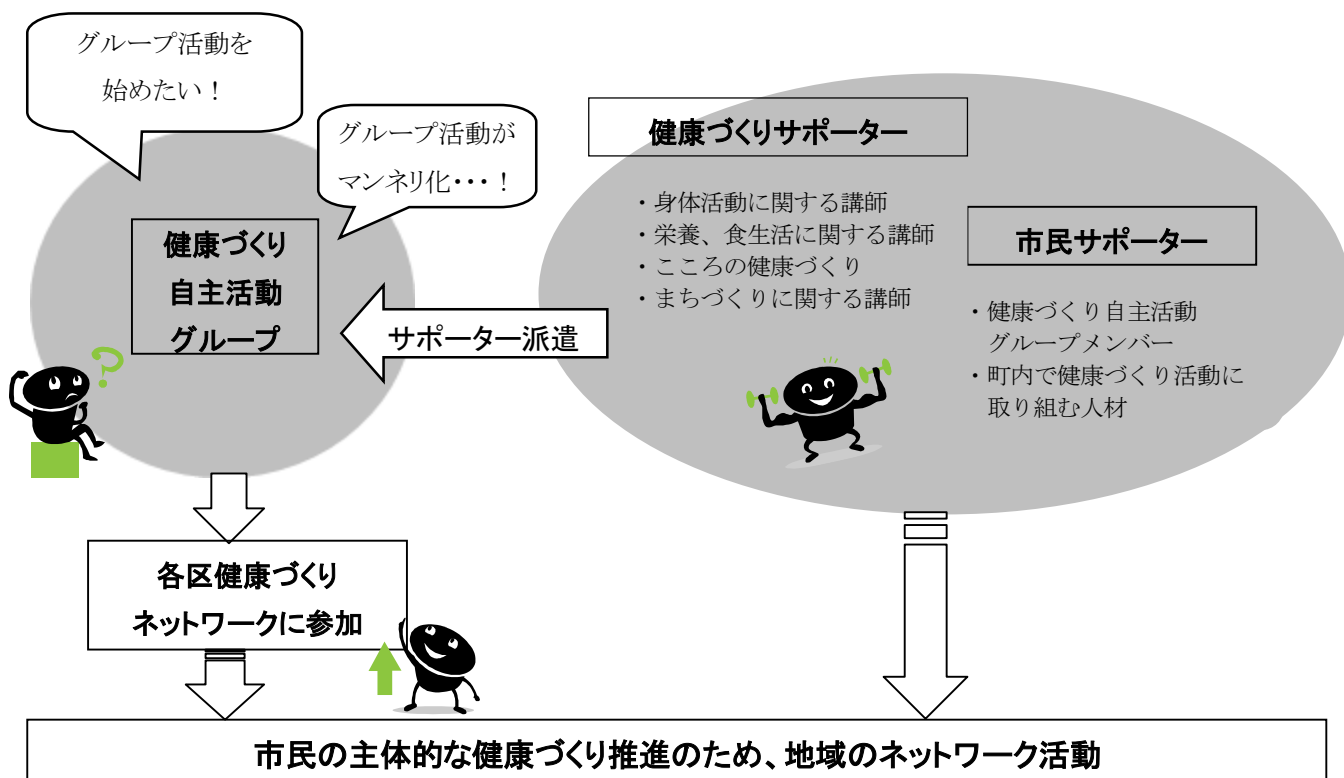 グループ活動を
始めたい！
グループ活動が
マンネリ化・・・！
健康づくり
自主活動
グループ
サポーター派遣
健康づくりサポーター
・身体活動に関する講師
・栄養、食生活に関する講師
・こころの健康づくり
・まちづくりに関する講師
市民サポーター
・健康づくり自主活動
グループメンバー
・町内で健康づくり活動に
取り組む人材
?
各区健康づくり
ネットワークに参加
市民の主体的な健康づくり推進のため、地域のネットワーク活動